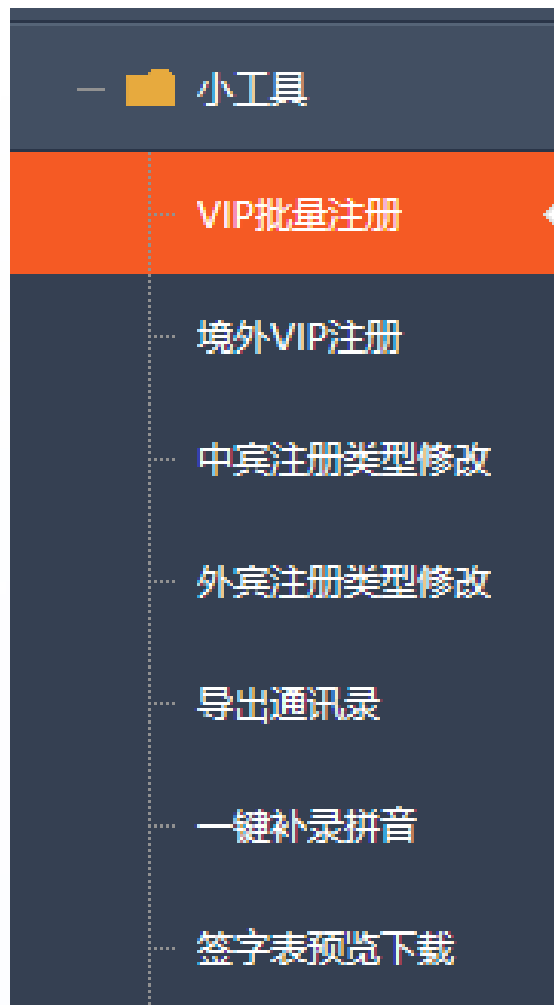 小工具
VIP批量注册
境外VIP注册
中宾注册类型修改
外宾注册类型修改
导出通讯录
一键补录拼音
签字表预览下载